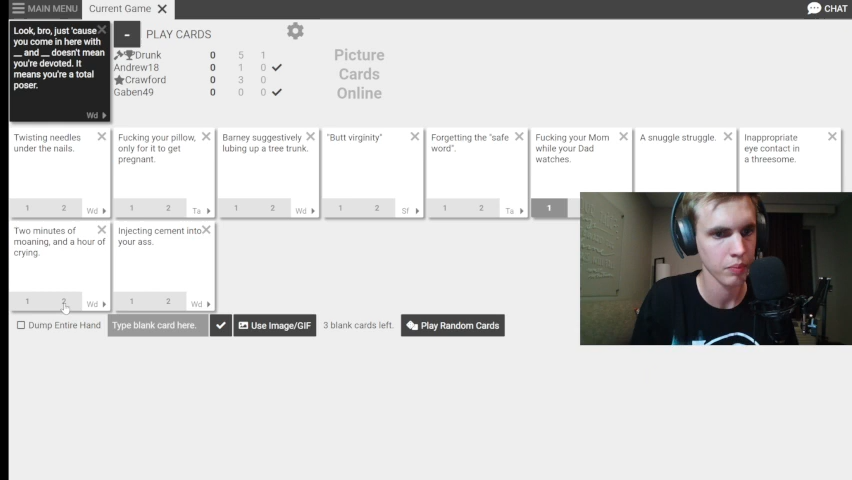 MAIN MENU
Current Game
CHAT
Look, bro, just 'cause
you come in here with
__ and __ doesn't mean
you're devoted. It
means you're a total
poser.
Wd
-
PLAY CARDS
Drunk 0 5 1
Andrew18 0 1 0
Crawford 0 3 0
Gaben49 0 0 0
Picture
Cards
Online
Twisting needles
under the nails.
1 2 Wd
Fucking your pillow,
only for it to get
pregnant.
1 2 Ta
Barney suggestively
lubing up a tree trunk.
1 2 Wd
"Butt virginity"
1 2 Sf
Forgetting the "safe
word".
1 2 Ta
Fucking your Mom
while your Dad
watches.
1
A snuggle struggle.
Inappropriate
eye contact in
a threesome.
Two minutes of
moaning, and a hour of
crying.
1 2 Wd
Injecting cement into
your ass.
1 2 Wd
Dump Entire Hand
Type blank card here.
Use Image/GIF
3 blank cards left.
Play Random Cards